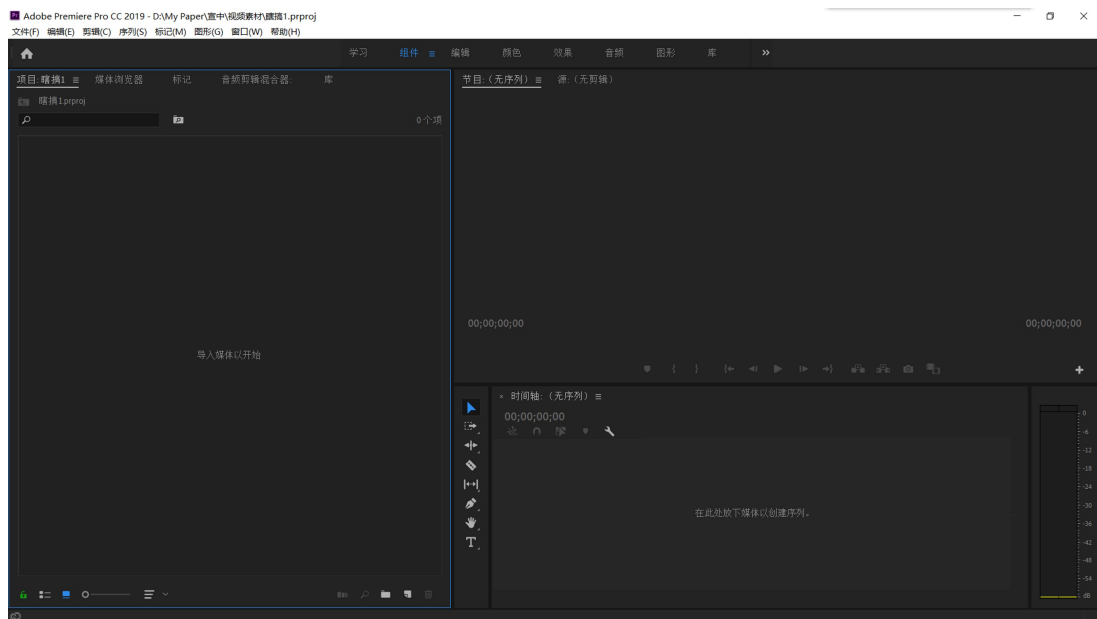 Adobe Premiere Pro CC 2019 - D:\My Paper\宣中\视频素材\瞎搞1.prproj
文件(F) 编辑(E) 剪辑(C) 序列(S) 标记(M) 图形(G) 窗口(W) 帮助(H)
学习 组件 编辑 颜色 效果 音频 图形 库
项目:瞎搞1 媒体浏览器 标记 音频剪辑混合器: 库
节目:（无序列） 源:（无剪辑）
瞎搞1.prproj
0个项
00;00;00;00 00;00;00;00
导入媒体以开始
× 时间轴:（无序列）
00;00;00;00
在此处放下媒体以创建序列。
T
0
-6
-12
-18
-24
-30
-36
-42
-48
-54
dB